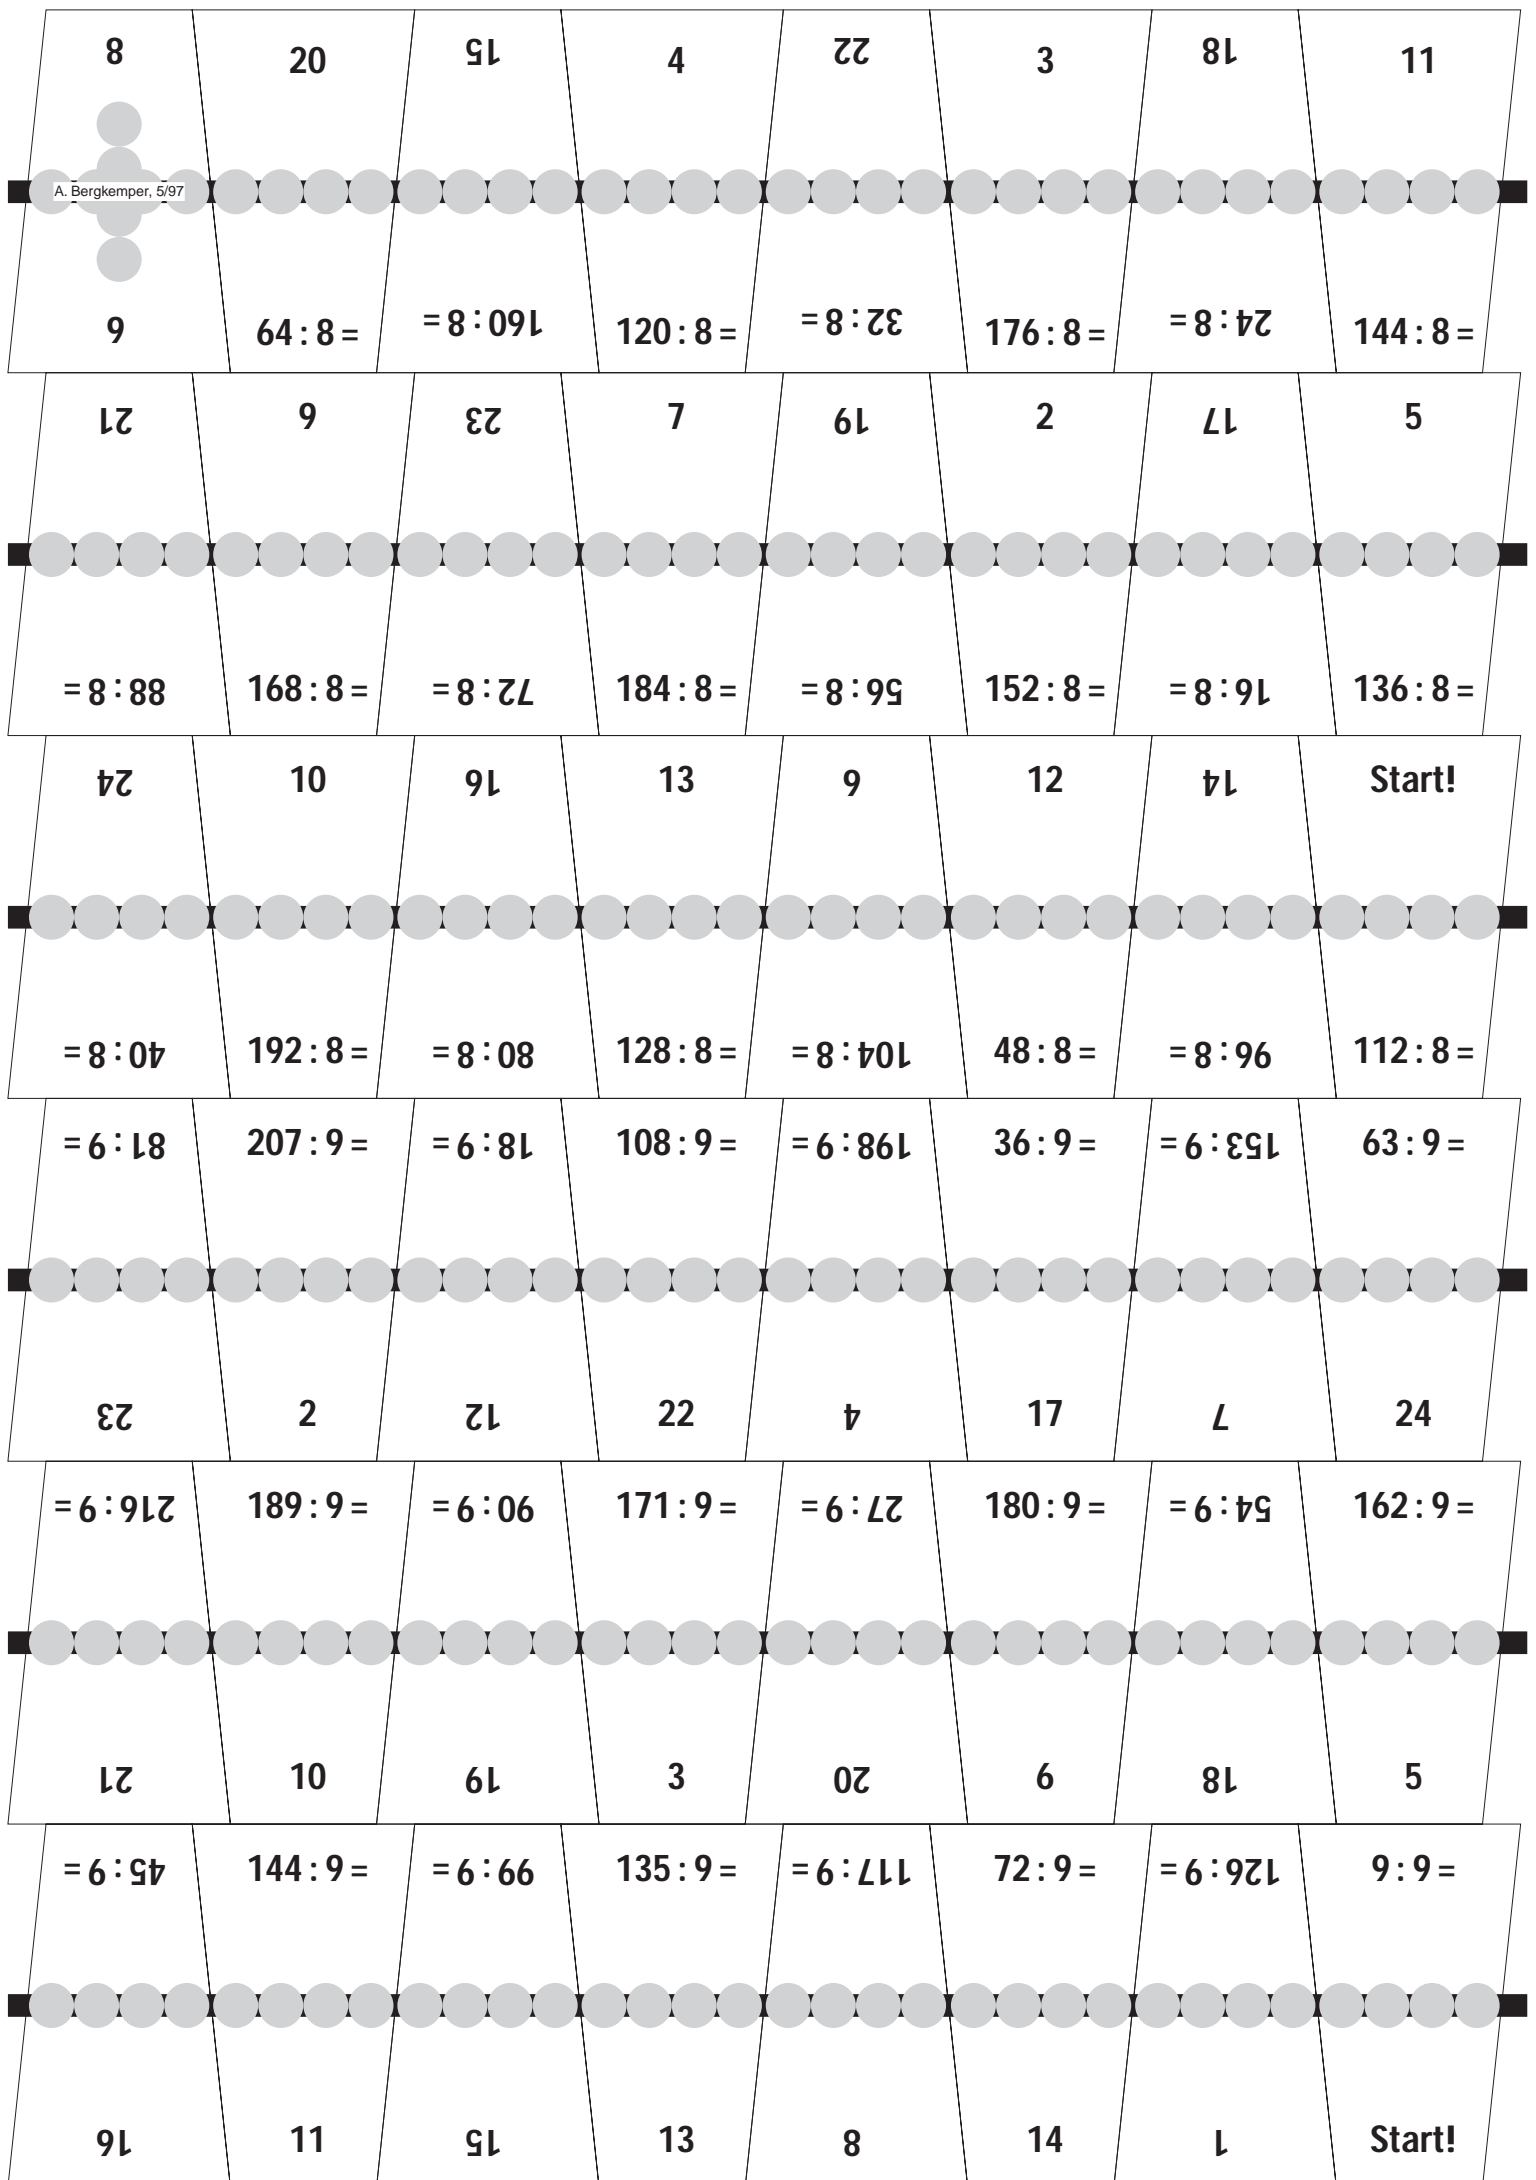 8 20 15 4 22 3 18 11
A. Bergkemper, 5/97
9 64 : 8 = 160 : 8 = 120 : 8 = 32 : 8 = 176 : 8 = 24 : 8 = 144 : 8 =
21 9 23 7 19 2 17 5
88 : 8 = 168 : 8 = 72 : 8 = 184 : 8 = 56 : 8 = 152 : 8 = 16 : 8 = 136 : 8 =
24 10 16 13 6 12 14 Start!
40 : 8 = 192 : 8 = 80 : 8 = 128 : 8 = 104 : 8 = 48 : 8 = 96 : 8 = 112 : 8 =
81 : 9 = 207 : 9 = 18 : 9 = 108 : 9 = 198 : 9 = 36 : 9 = 153 : 9 = 63 : 9 =
23 2 12 22 4 17 7 24
216 : 9 = 189 : 9 = 90 : 9 = 171 : 9 = 27 : 9 = 180 : 9 = 54 : 9 = 162 : 9 =
21 10 19 3 20 6 18 5
45 : 9 = 144 : 9 = 99 : 9 = 135 : 9 = 117 : 9 = 72 : 9 = 126 : 9 = 9 : 9 =
16 11 15 13 8 14 1 Start!